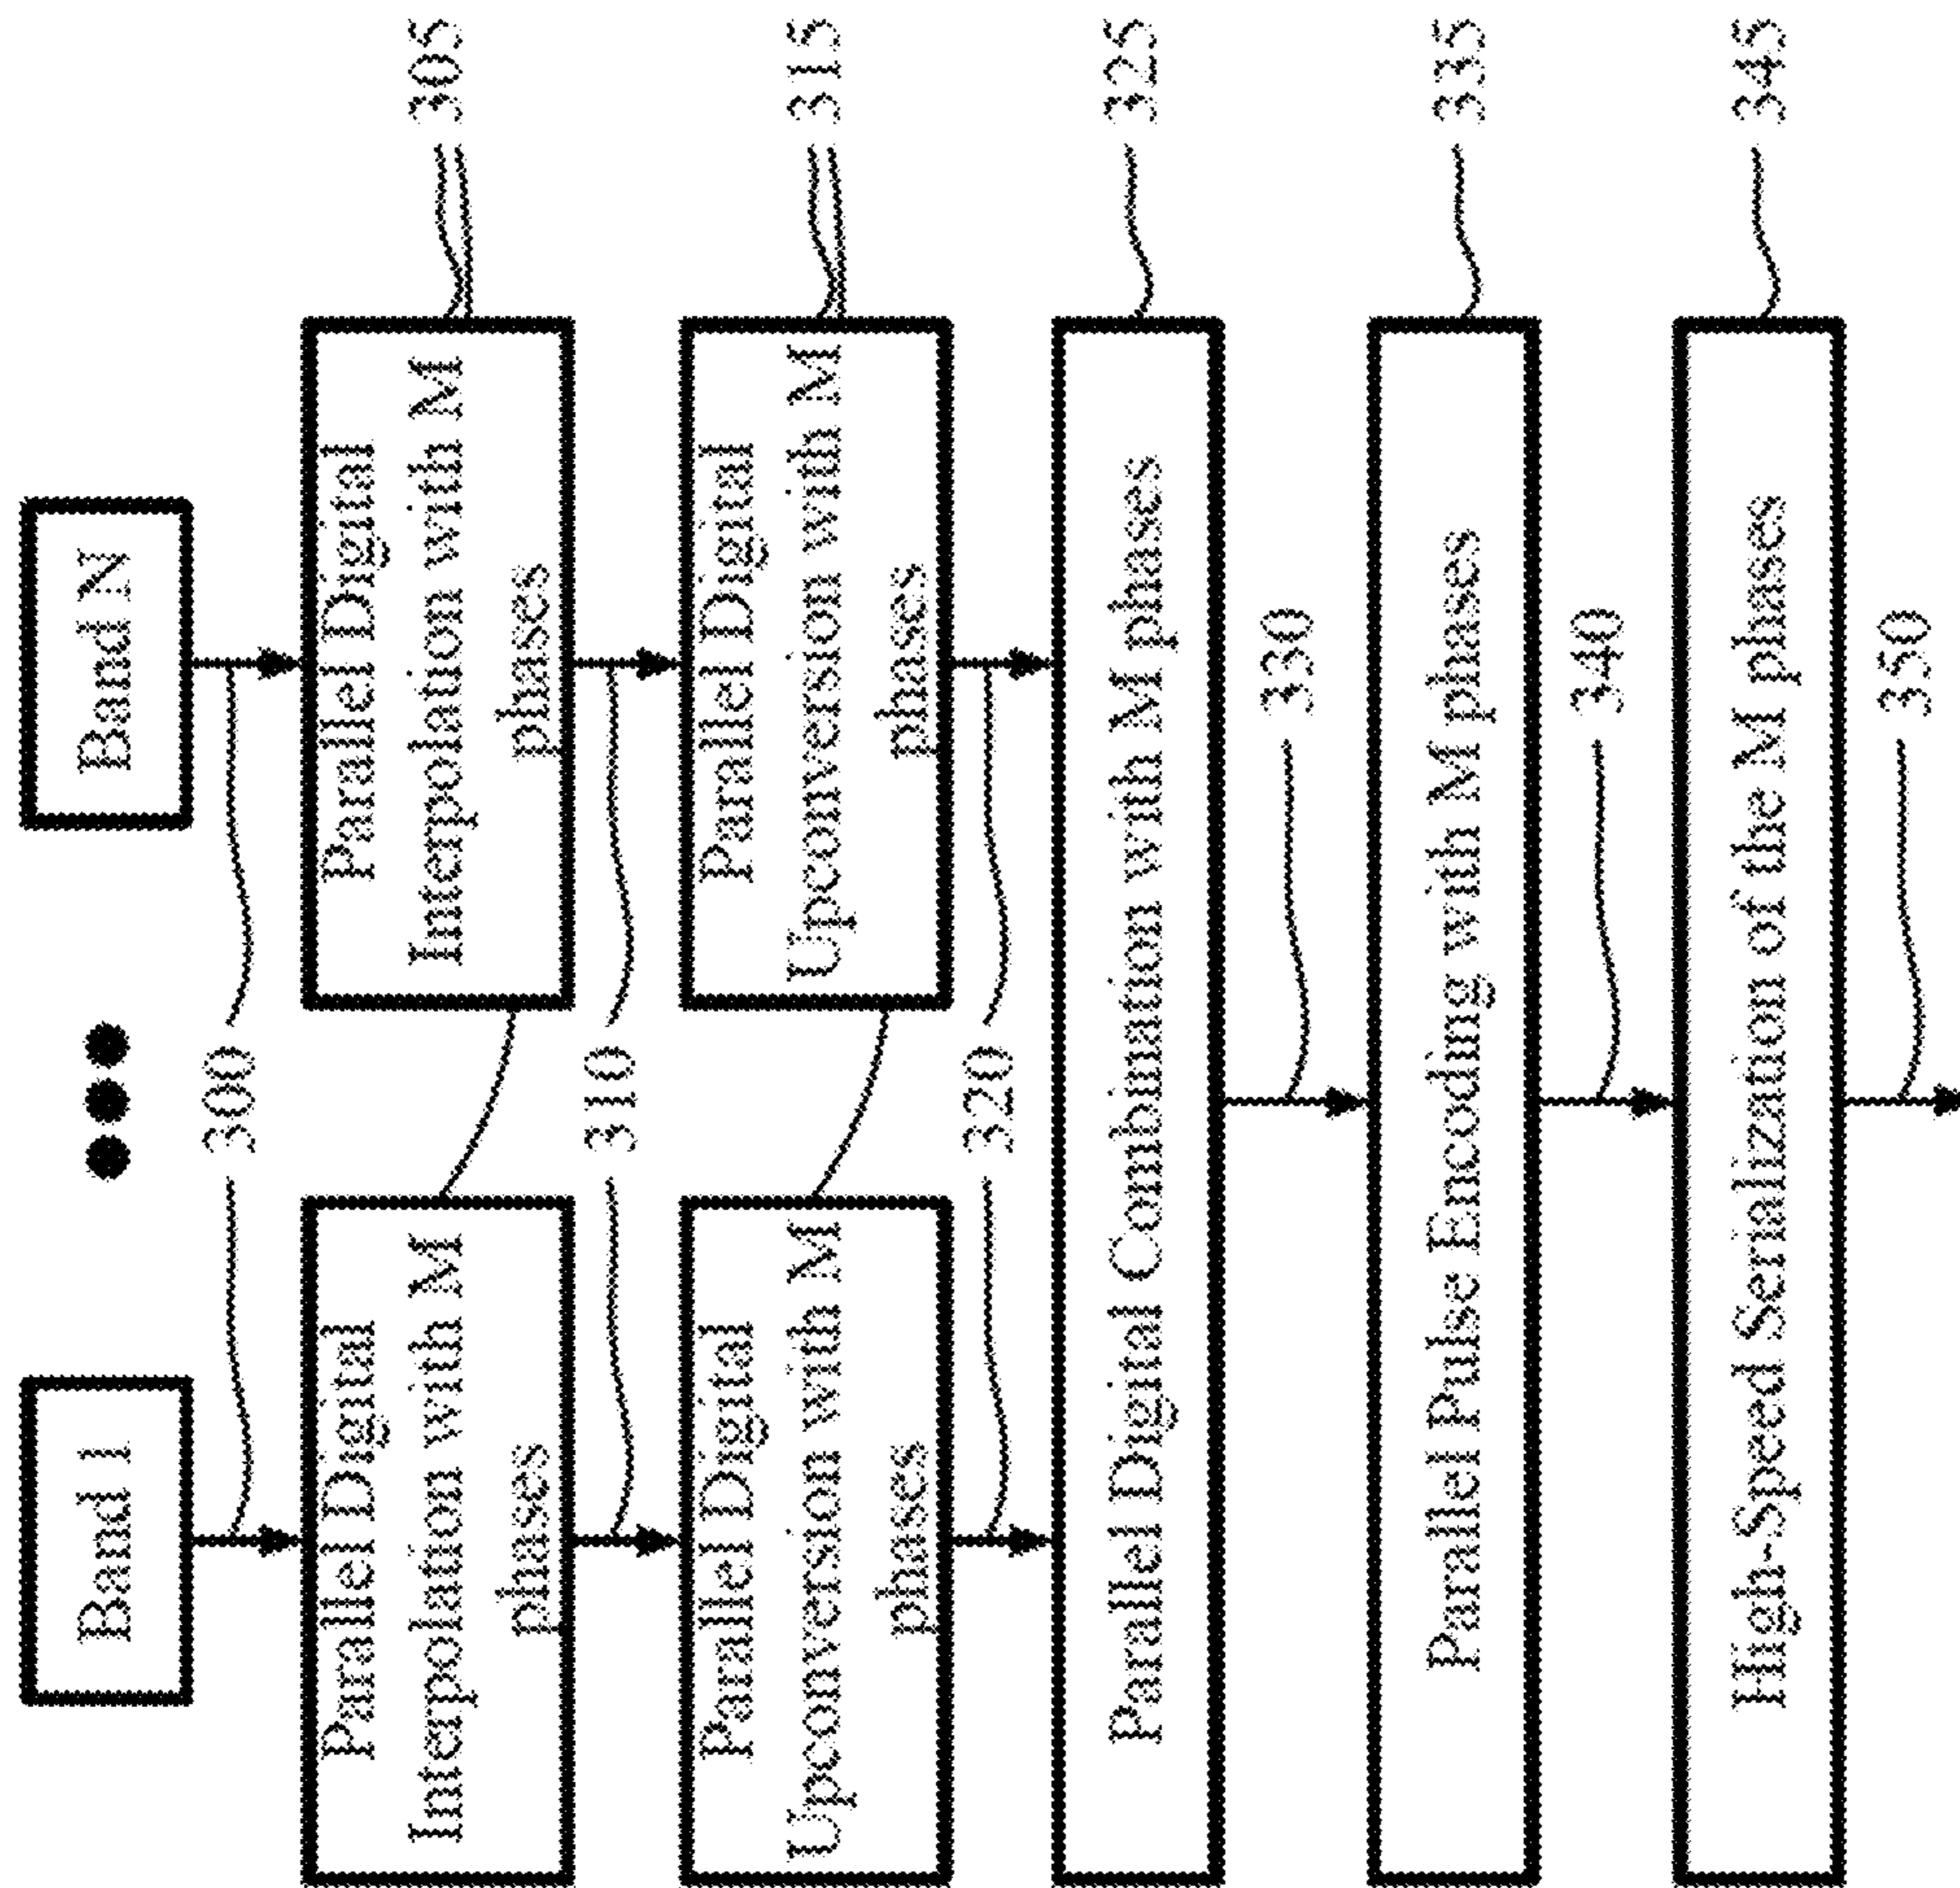 Band 1
Band N
300
Parallel Digital
Interpolation with M
phases
Parallel Digital
Interpolation with M
phases
305
310
Parallel Digital
Upconversion with M
phases
Parallel Digital
Upconversion with M
phases
315
320
Parallel Digital Combination with M phases
325
330
Parallel Pulse Encoding with M phases
335
340
High-Speed Serialization of the M phases
345
350